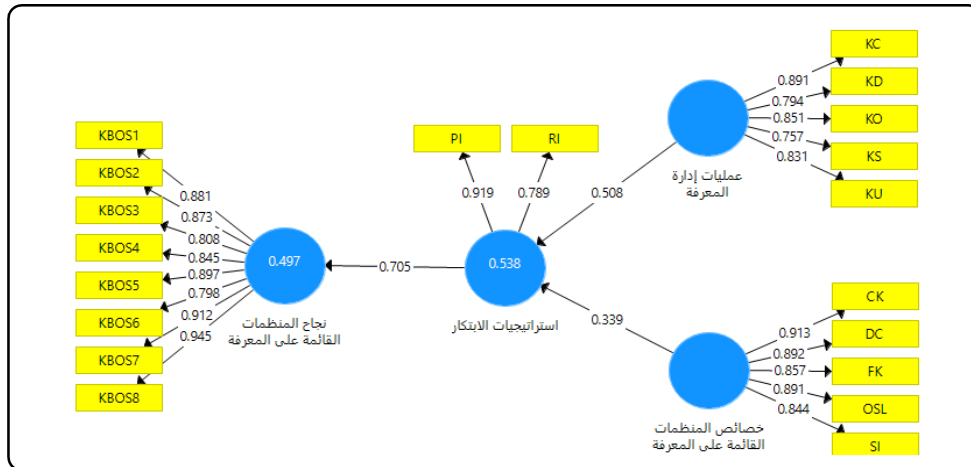 KBOS1
KBOS2
KBOS3
KBOS4
KBOS5
KBOS6
KBOS7
KBOS8
0.881
0.873
0.808
0.845
0.897
0.798
0.912
0.945
0.497
نجاح المنظمات
القائمة على المعرفة
0.705
PI
RI
0.919
0.789
0.538
استراتيجيات الابتكار
0.508
0.339
عمليات إدارة
المعرفة
0.891
0.794
0.851
0.757
0.831
KC
KD
KO
KS
KU
خصائص المنظمات
القائمة على المعرفة
0.913
0.892
0.857
0.891
0.844
CK
DC
FK
OSL
SI